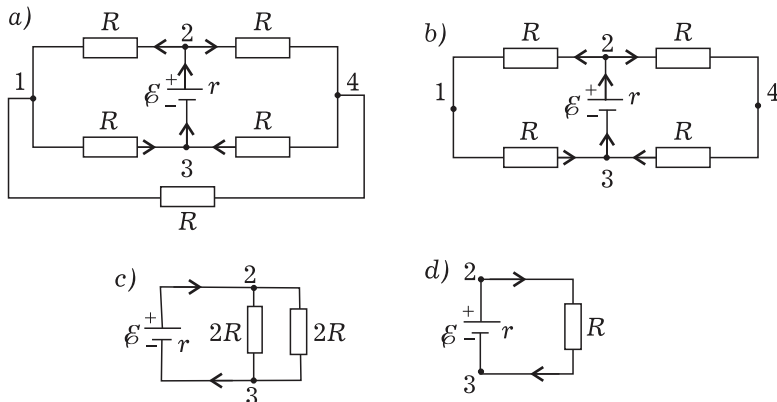 a)
R 2 R
1 4
ℰ + − r
R R
3
R
b)
R 2 R
1 4
ℰ + − r
R R
3
c)
2
ℰ + − r 2R 2R
3
d)
2
ℰ + − r R
3